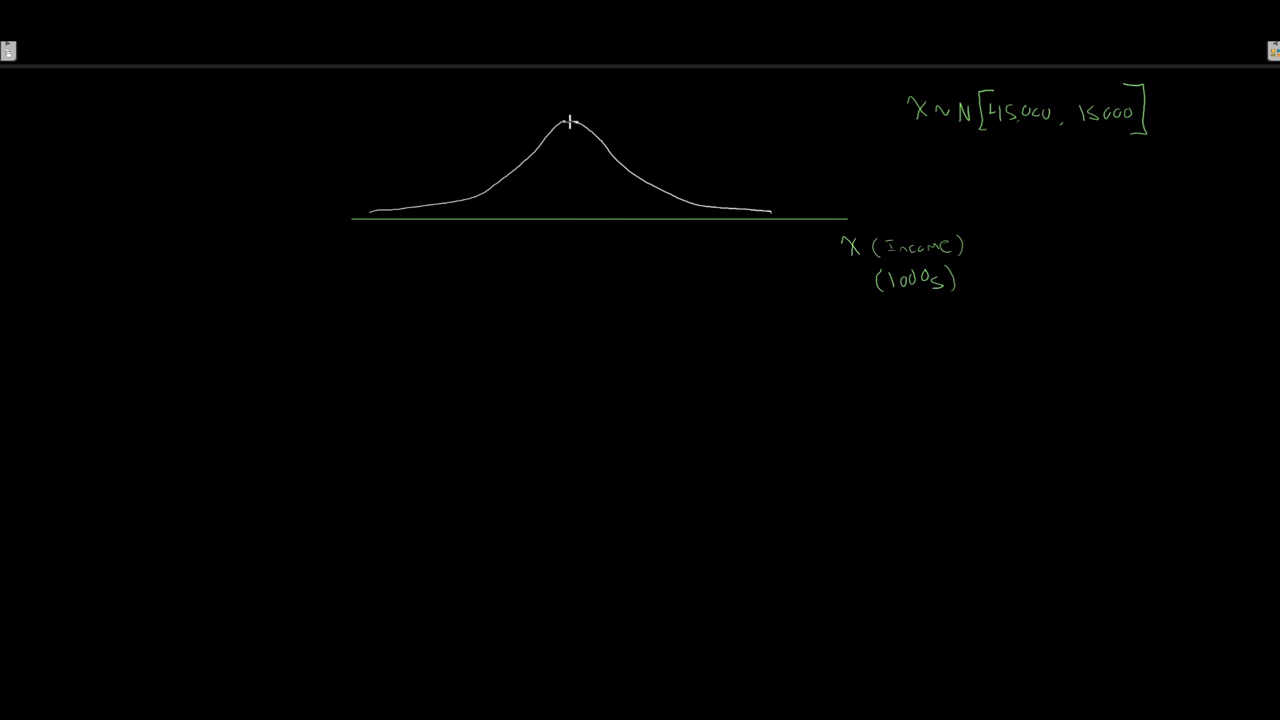 X ~ N[45,000, 15000]
X (Income)
(1000s)